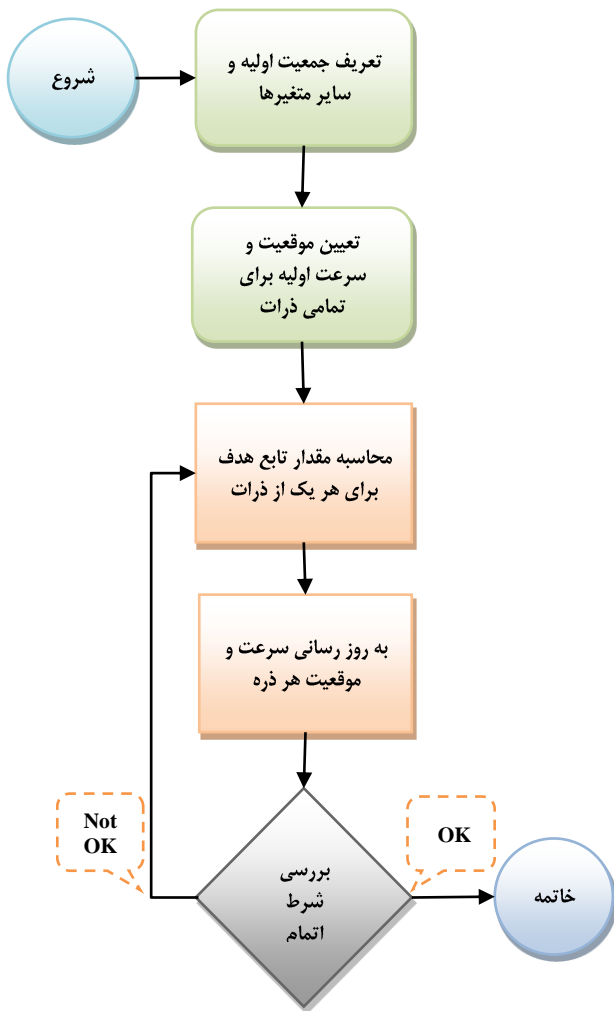 شروع
تعریف جمعیت اولیه و
سایر متغیرها
تعیین موقعیت و
سرعت اولیه برای
تمامی ذرات
محاسبه مقدار تابع هدف
برای هر یک از ذرات
به روز رسانی سرعت و
موقعیت هر ذره
بررسی
شرط
اتمام
Not
OK
OK
خاتمه